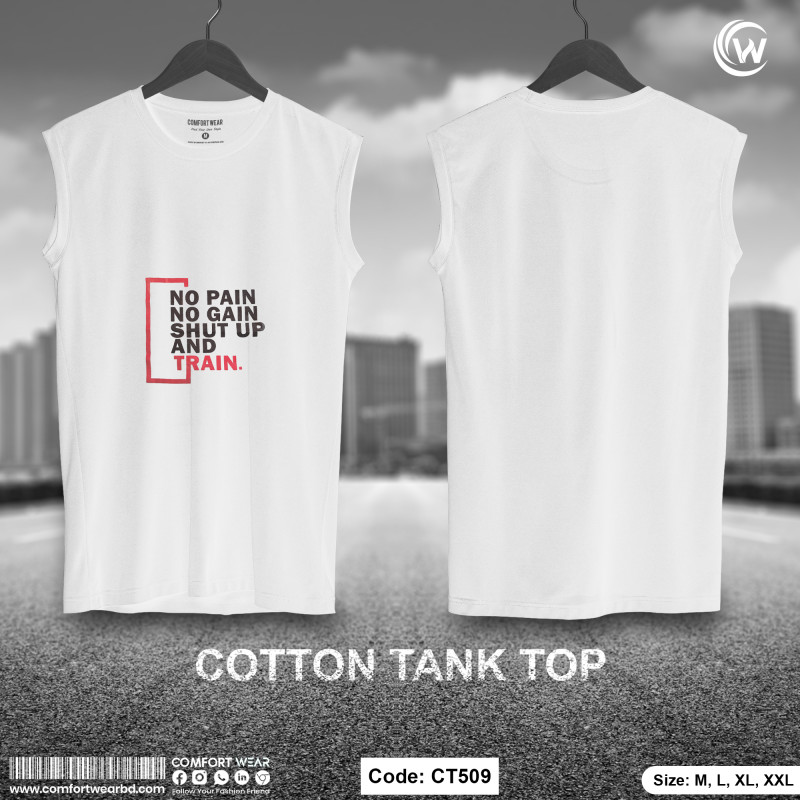 W
COMFORT WEAR
M
NO PAIN
NO GAIN
SHUT UP
AND
TRAIN.
COTTON TANK TOP
COMFORT WEAR
www.comfortwearbd.com
Follow Your Fashion Friend
Code: CT509
Size: M, L, XL, XXL